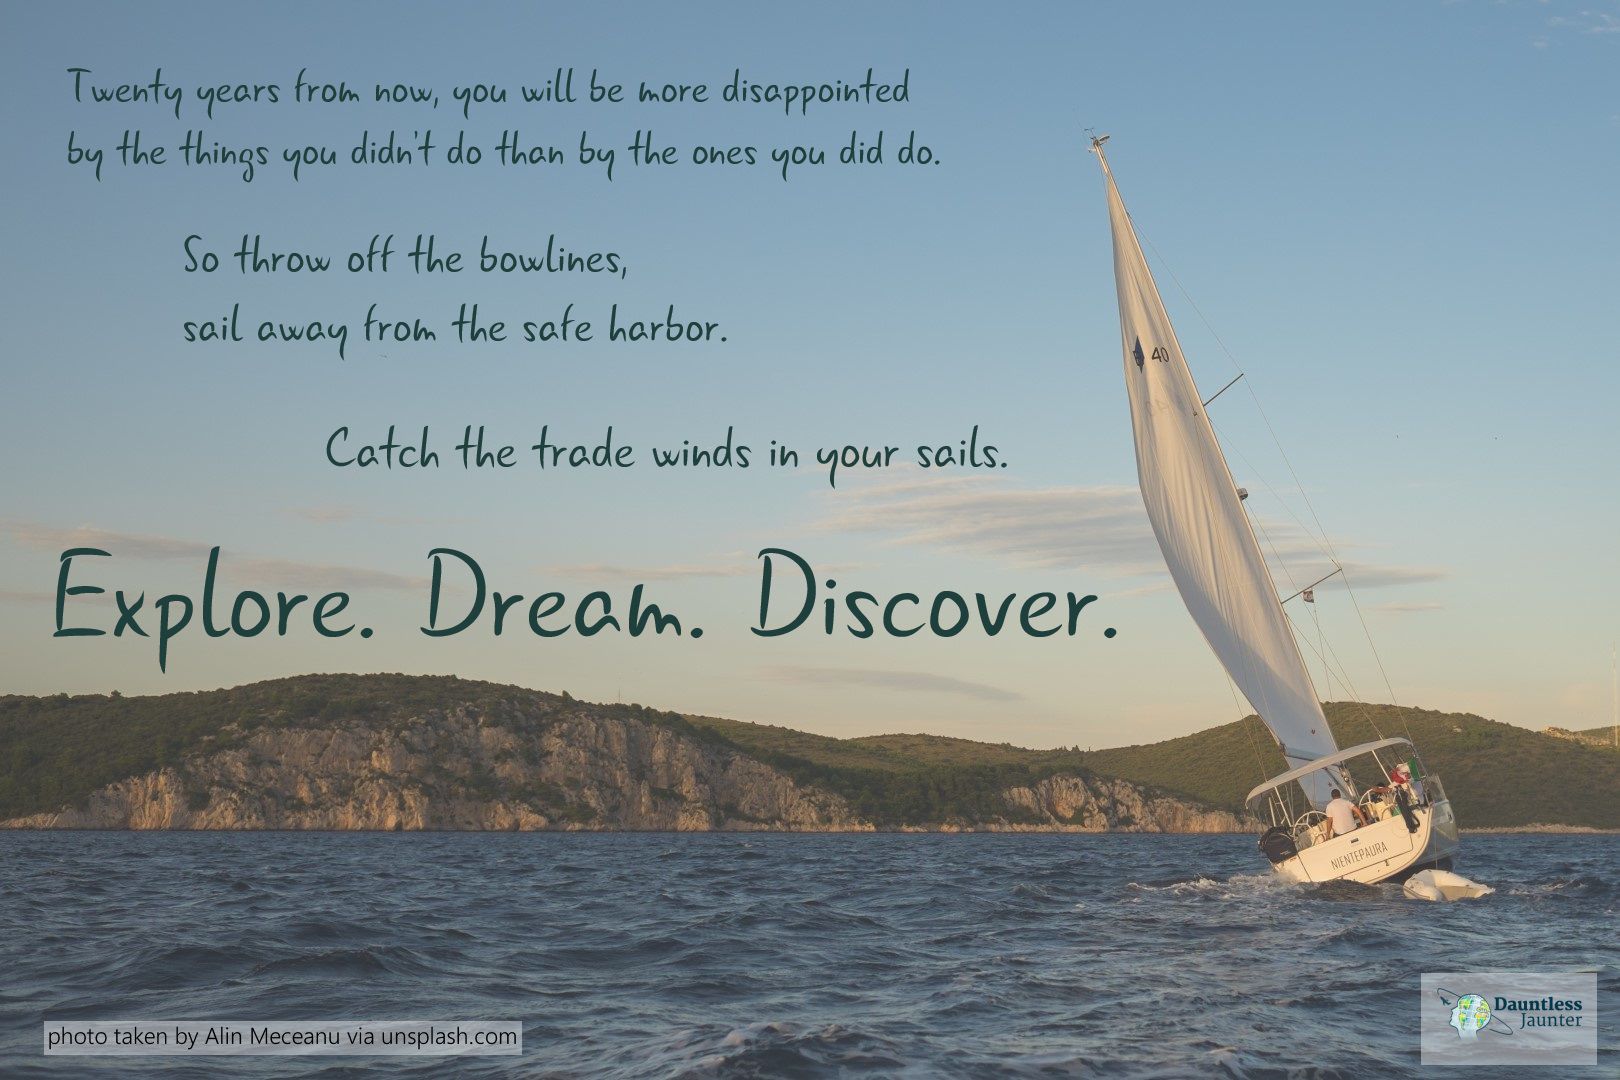 Twenty years from now, you will be more disappointed
by the things you didn't do than by the ones you did do.
So throw off the bowlines,
sail away from the safe harbor.
Catch the trade winds in your sails.
Explore. Dream. Discover.
40
NIENTEPAURA
photo taken by Alin Meceanu via unsplash.com
Dauntless
Jaunter